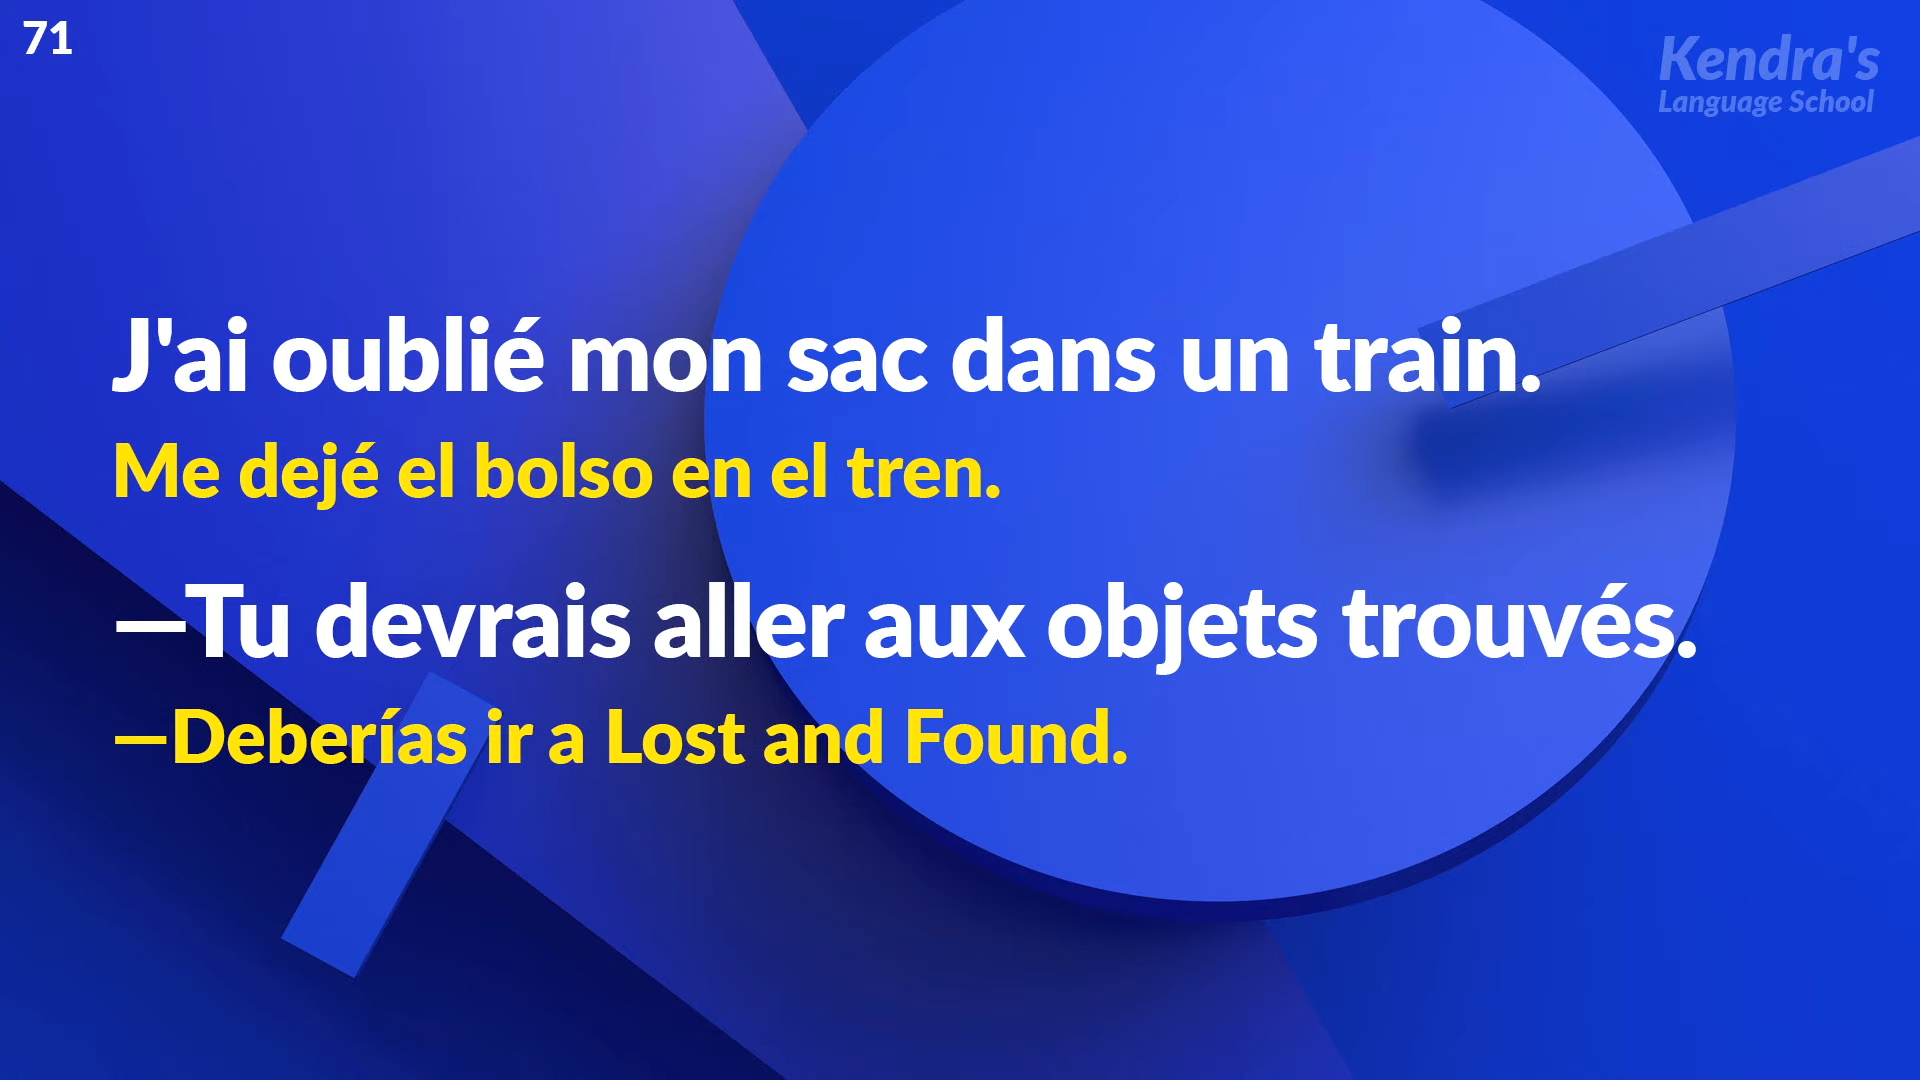 71
Kendra's
Language School
J'ai oublié mon sac dans un train.
Me dejé el bolso en el tren.
—Tu devrais aller aux objets trouvés.
—Deberías ir a Lost and Found.